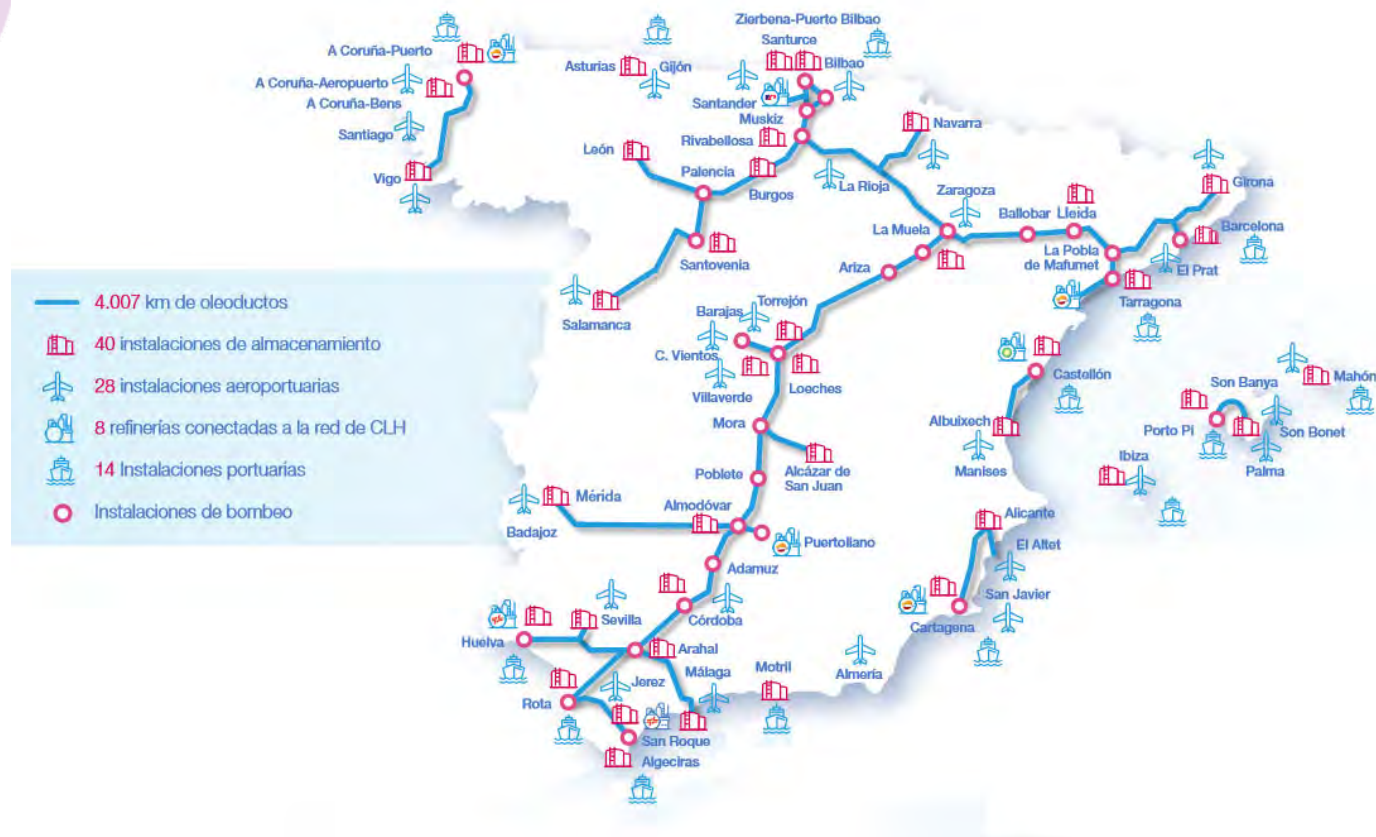 Zierbena-Puerto Bilbao
Santurce
Bilbao
A Coruña-Puerto
Asturias
Gijón
A Coruña-Aeropuerto
A Coruña-Bens
Santander
Muskiz
Santiago
Rivabellosa
Navarra
León
Vigo
Palencia
Burgos
La Rioja
Zaragoza
Girona
Ballobar
Lleida
La Muela
Barcelona
Santovenia
Ariza
La Pobla
de Mafumet
El Prat
Tarragona
Salamanca
Torrejón
Barajas
C. Vientos
Loeches
Villaverde
Castellón
Son Banya
Mahón
Mora
Albuixech
Porto Pi
Son Bonet
Manises
Ibiza
Palma
Poblete
Alcázar de
San Juan
Mérida
Badajoz
Almodóvar
Puertollano
Alicante
El Altet
Adamuz
San Javier
Sevilla
Córdoba
Cartagena
Huelva
Arahal
Málaga
Motril
Almería
Jerez
Rota
San Roque
Algeciras
4.007 km de oleoductos
40 instalaciones de almacenamiento
28 instalaciones aeroportuarias
8 refinerías conectadas a la red de CLH
14 Instalaciones portuarias
Instalaciones de bombeo